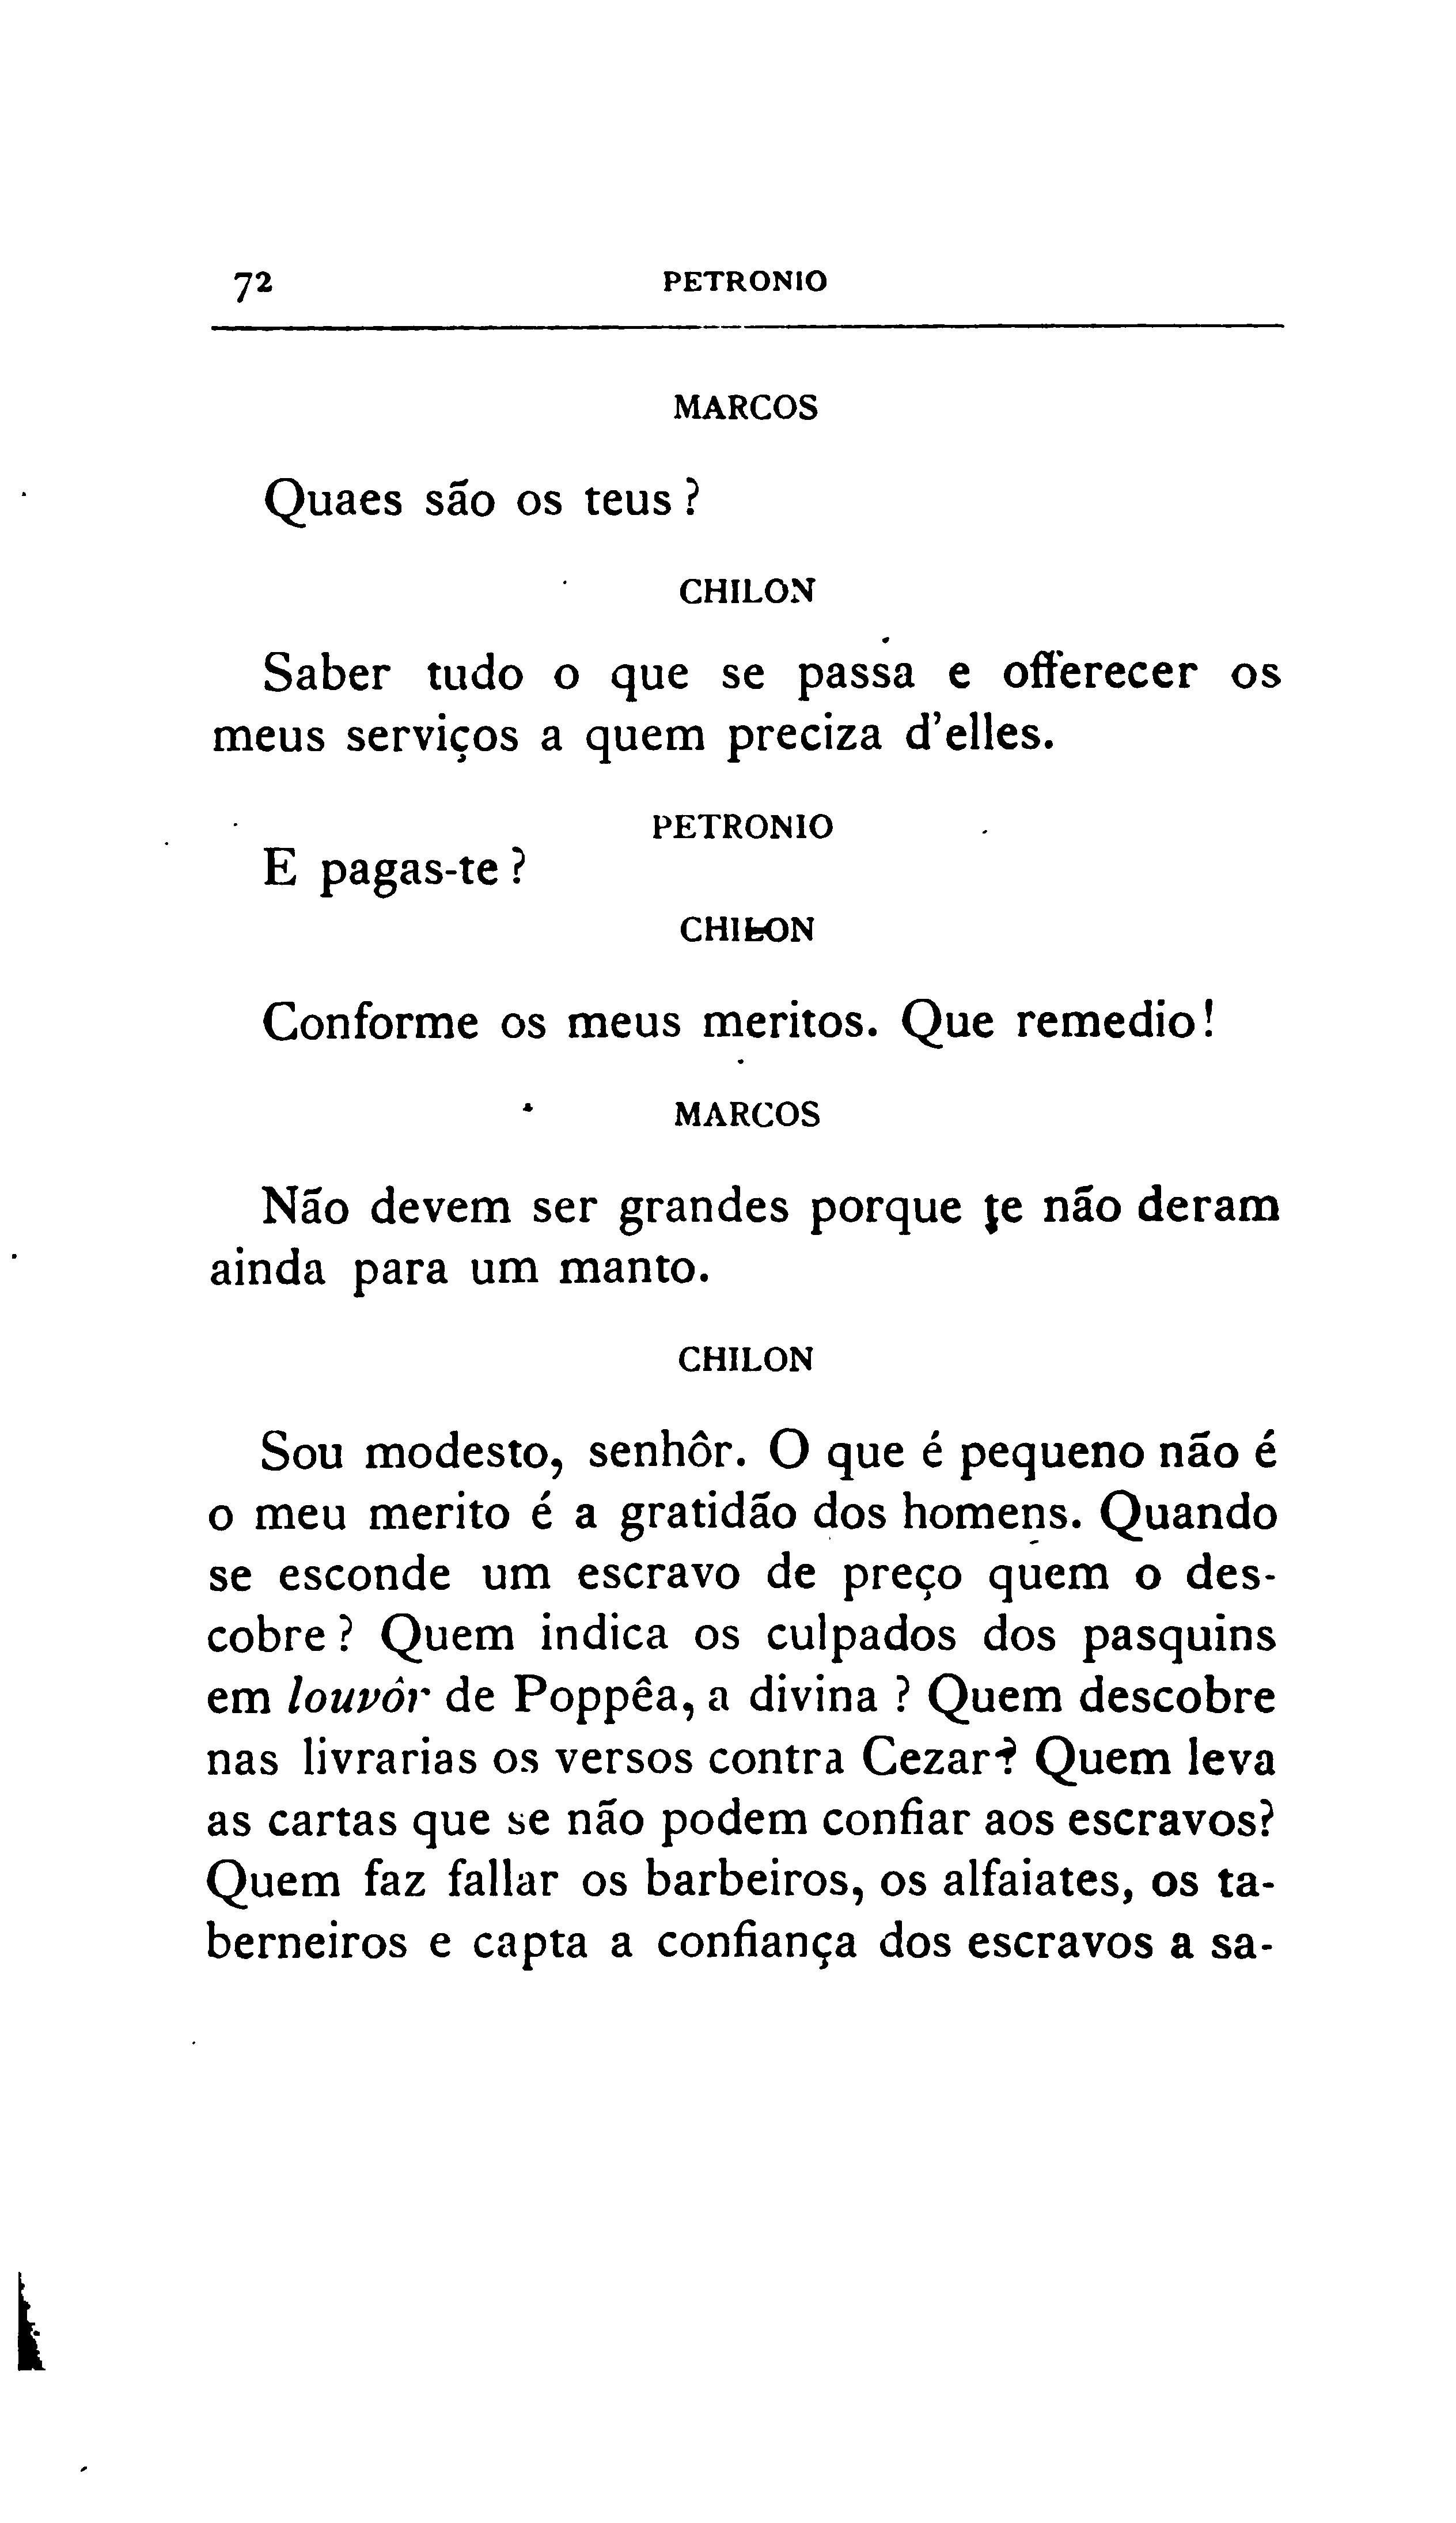 72 PETRONIO
MARCOS
Quaes são os teus ?
CHILON
Saber tudo o que se passa e offerecer os
meus serviços a quem preciza d'elles.
PETRONIO
E pagas-te ?
CHILON
Conforme os meus meritos. Que remedio!
MARCOS
Não devem ser grandes porque te não deram
ainda para um manto.
CHILON
Sou modesto, senhôr. O que é pequeno não é
o meu merito é a gratidão dos homens. Quando
se esconde um escravo de preço quem o des-
cobre ? Quem indica os culpados dos pasquins
em louvôr de Poppêa, a divina ? Quem descobre
nas livrarias os versos contra Cezar? Quem leva
as cartas que se não podem confiar aos escravos?
Quem faz fallar os barbeiros, os alfaiates, os ta-
berneiros e capta a confiança dos escravos a sa-